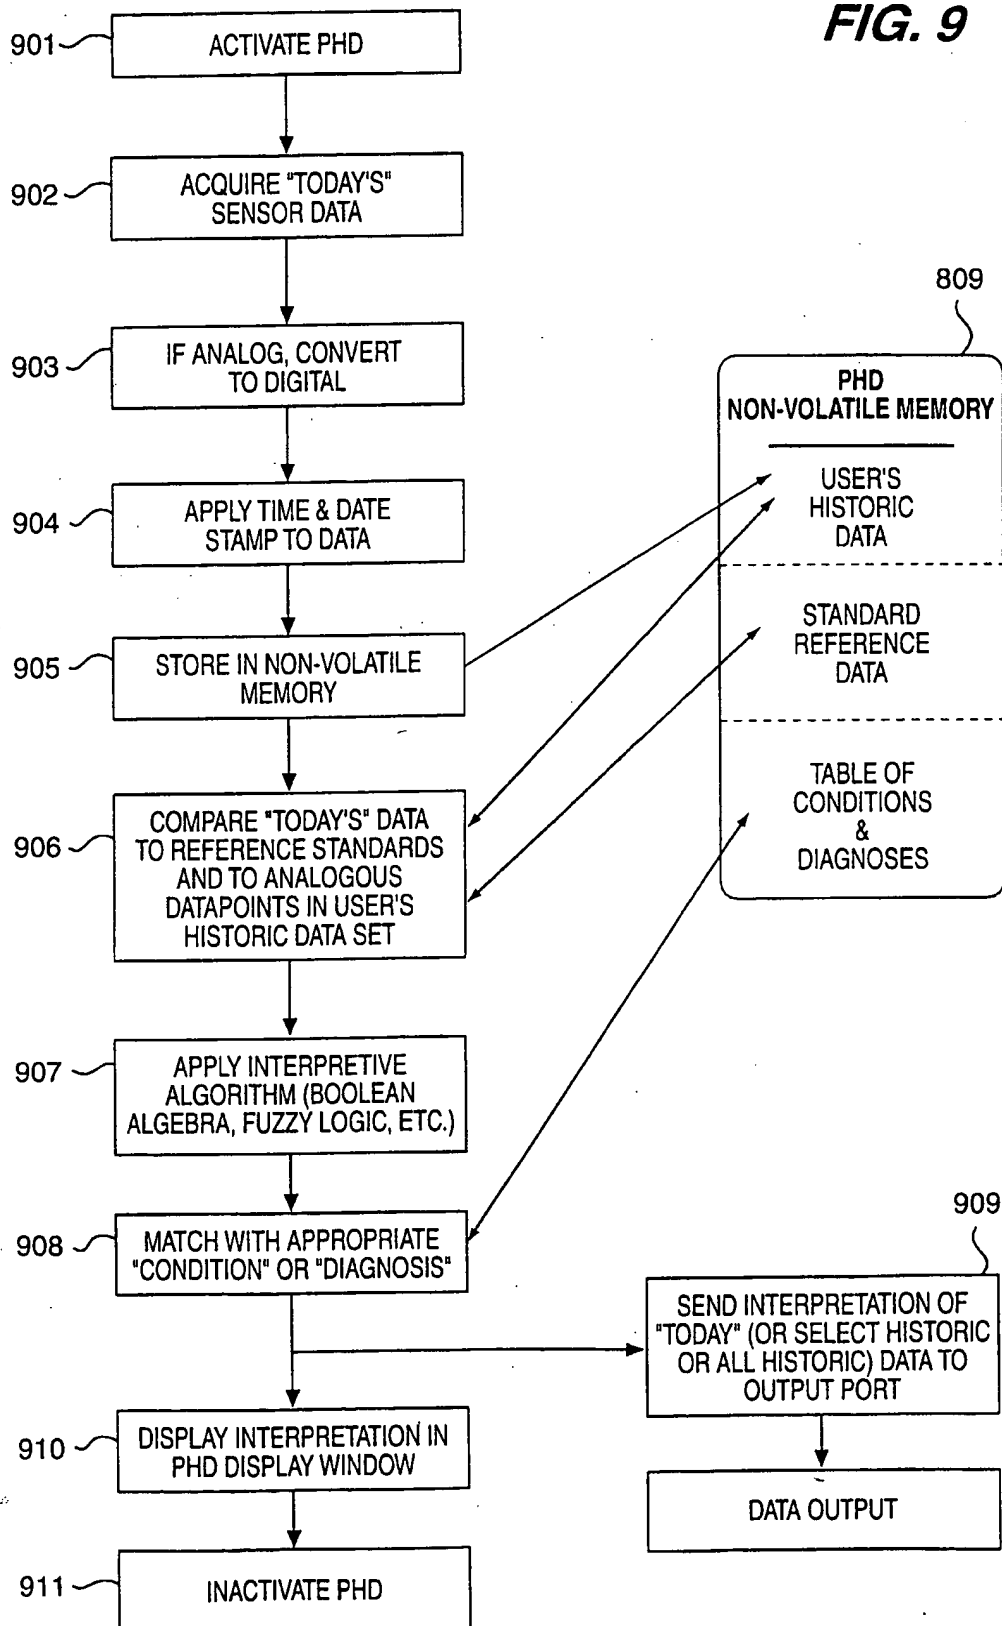 FIG. 9
901
ACTIVATE PHD
902
ACQUIRE "TODAY'S"
SENSOR DATA
903
IF ANALOG, CONVERT
TO DIGITAL
904
APPLY TIME & DATE
STAMP TO DATA
905
STORE IN NON-VOLATILE
MEMORY
906
COMPARE "TODAY'S" DATA
TO REFERENCE STANDARDS
AND TO ANALOGOUS
DATAPOINTS IN USER'S
HISTORIC DATA SET
907
APPLY INTERPRETIVE
ALGORITHM (BOOLEAN
ALGEBRA, FUZZY LOGIC, ETC.)
908
MATCH WITH APPROPRIATE
"CONDITION" OR "DIAGNOSIS"
910
DISPLAY INTERPRETATION IN
PHD DISPLAY WINDOW
911
INACTIVATE PHD
809
PHD
NON-VOLATILE MEMORY
USER'S
HISTORIC
DATA
STANDARD
REFERENCE
DATA
TABLE OF
CONDITIONS
&
DIAGNOSES
909
SEND INTERPRETATION OF
"TODAY" (OR SELECT HISTORIC
OR ALL HISTORIC) DATA TO
OUTPUT PORT
DATA OUTPUT